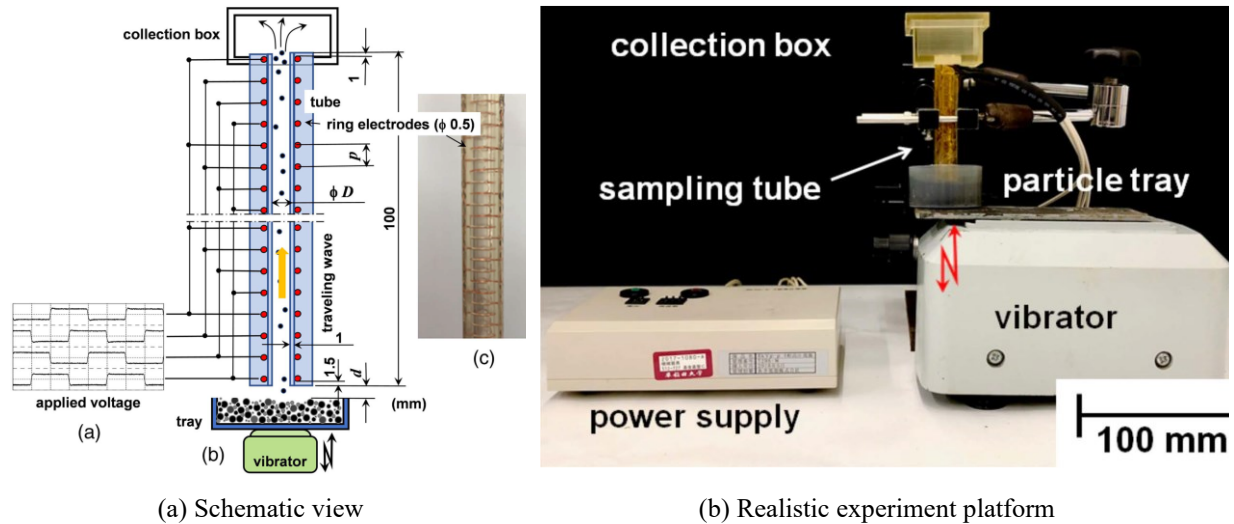 collection box
1
tube
ring electrodes (ϕ 0.5)
p
ϕ D
100
traveling wave
1
1.5
d
(mm)
applied voltage
(a)
tray
(b)
vibrator
(c)
collection box
sampling tube
particle tray
vibrator
power supply
100 mm
(a) Schematic view
(b) Realistic experiment platform